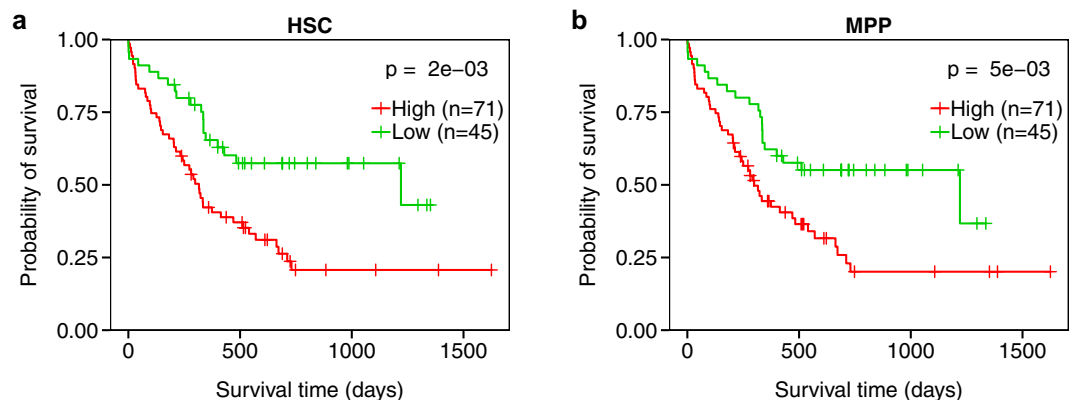 a
HSC
Probability of survival
1.00
0.75
0.50
0.25
0.00
p = 2e−03
High (n=71)
Low (n=45)
0 500 1000 1500
Survival time (days)
b
MPP
Probability of survival
1.00
0.75
0.50
0.25
0.00
p = 5e−03
High (n=71)
Low (n=45)
0 500 1000 1500
Survival time (days)